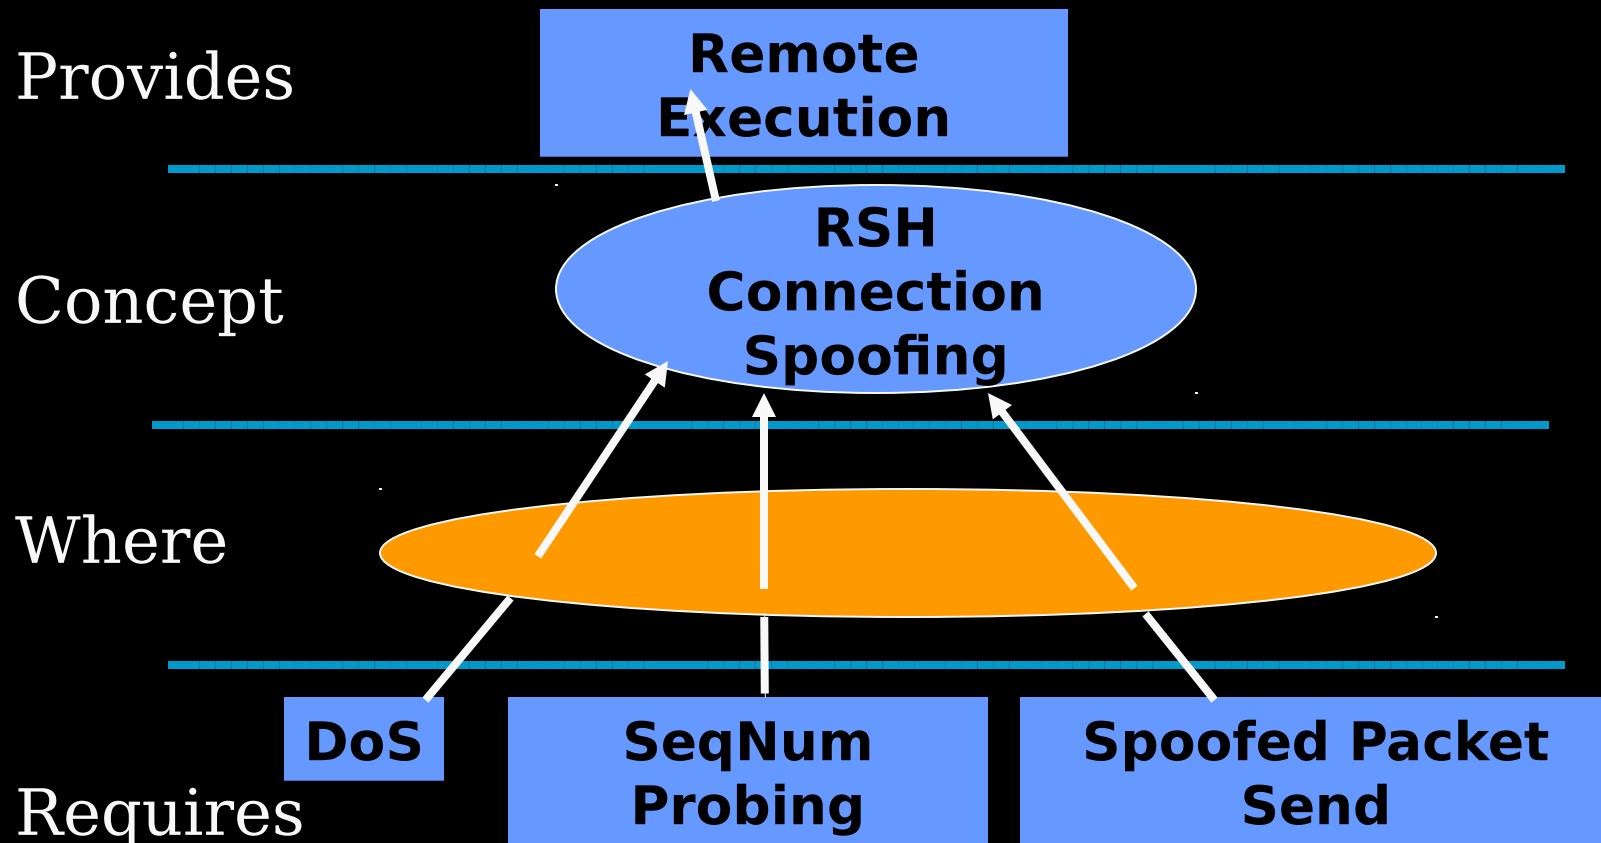 Provides
Remote
Execution
Concept
RSH
Connection
Spoofing
Where
DoS
SeqNum
Probing
Spoofed Packet
Send
Requires